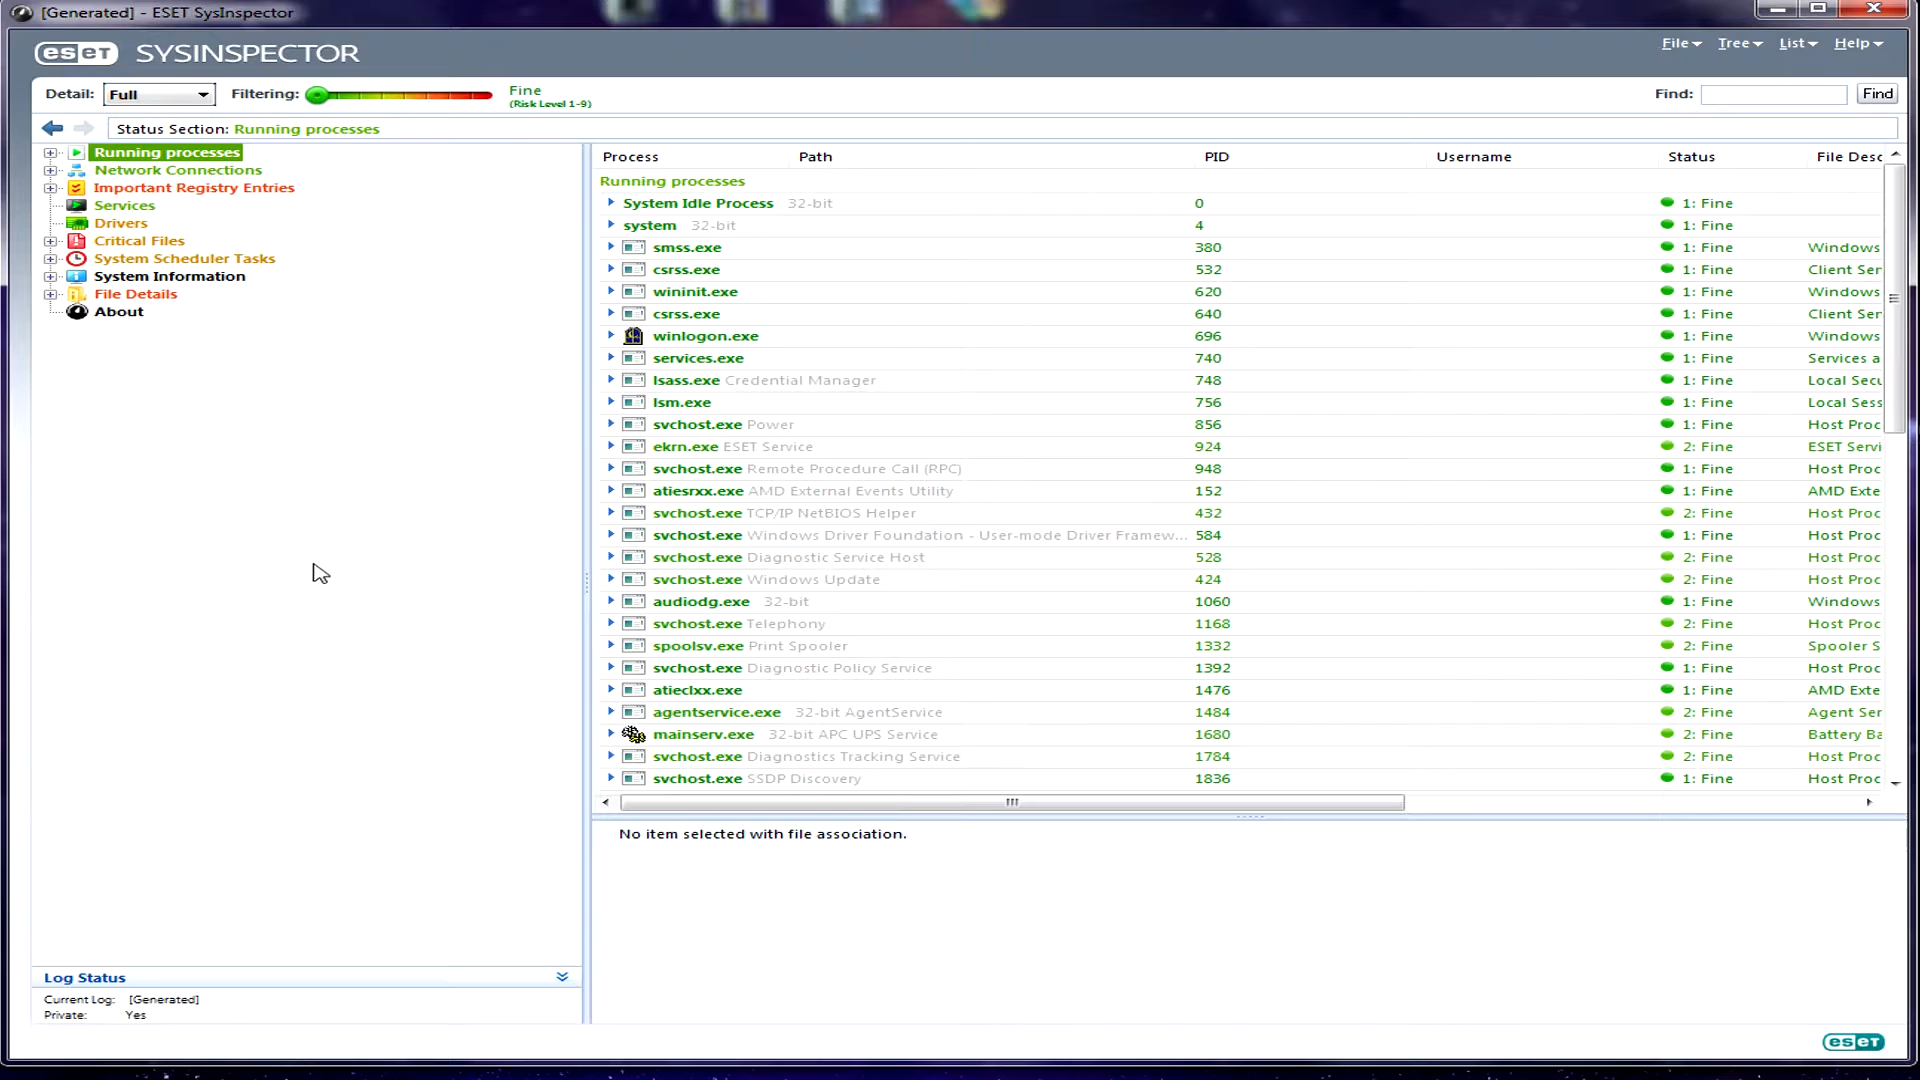 [Generated] - ESET SysInspector
eset SYSINSPECTOR
File Tree List Help
Detail: Full Filtering: Fine (Risk Level 1-9) Find: Find
Status Section: Running processes
Running processes
Network Connections
Important Registry Entries
Services
Drivers
Critical Files
System Scheduler Tasks
System Information
File Details
About
Process Path PID Username Status File Desc
Running processes
System Idle Process 32-bit 0 1: Fine
system 32-bit 4 1: Fine
smss.exe 380 1: Fine Windows
csrss.exe 532 1: Fine Client Ser
wininit.exe 620 1: Fine Windows
csrss.exe 640 1: Fine Client Ser
winlogon.exe 696 1: Fine Windows
services.exe 740 1: Fine Services a
lsass.exe Credential Manager 748 1: Fine Local Secu
lsm.exe 756 1: Fine Local Sess
svchost.exe Power 856 1: Fine Host Proc
ekrn.exe ESET Service 924 2: Fine ESET Servi
svchost.exe Remote Procedure Call (RPC) 948 1: Fine Host Proc
atiesrxx.exe AMD External Events Utility 152 1: Fine AMD Exte
svchost.exe TCP/IP NetBIOS Helper 432 2: Fine Host Proc
svchost.exe Windows Driver Foundation - User-mode Driver Framew... 584 1: Fine Host Proc
svchost.exe Diagnostic Service Host 528 2: Fine Host Proc
svchost.exe Windows Update 424 2: Fine Host Proc
audiodg.exe 32-bit 1060 1: Fine Windows
svchost.exe Telephony 1168 2: Fine Host Proc
spoolsv.exe Print Spooler 1332 2: Fine Spooler S
svchost.exe Diagnostic Policy Service 1392 1: Fine Host Proc
atieclxx.exe 1476 1: Fine AMD Exte
agentservice.exe 32-bit AgentService 1484 2: Fine Agent Ser
mainserv.exe 32-bit APC UPS Service 1680 2: Fine Battery Ba
svchost.exe Diagnostics Tracking Service 1784 2: Fine Host Proc
svchost.exe SSDP Discovery 1836 1: Fine Host Proc
No item selected with file association.
Log Status
Current Log: [Generated]
Private: Yes
eset